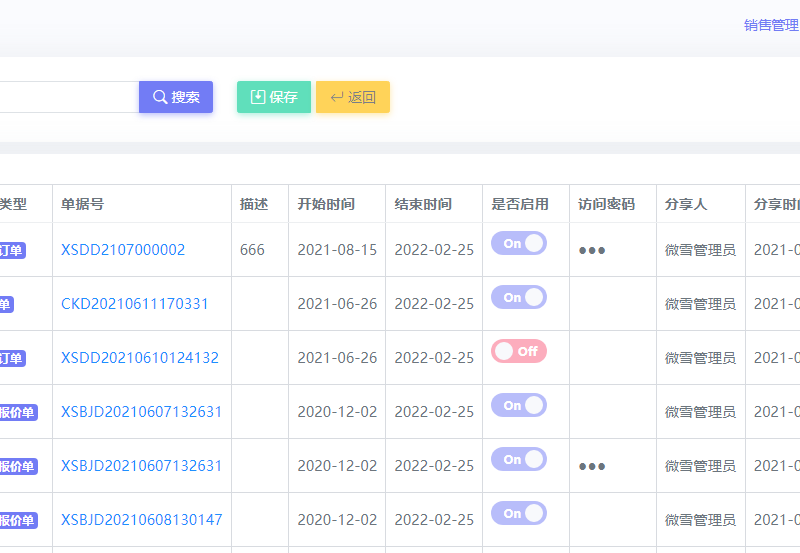 销售管理
搜索 保存 返回
类型 单据号 描述 开始时间 结束时间 是否启用 访问密码 分享人 分享时
订单 XSDD2107000002 666 2021-08-15 2022-02-25 On ●●● 微雪管理员 2021-0
单 CKD20210611170331 2021-06-26 2022-02-25 On 微雪管理员 2021-0
订单 XSDD20210610124132 2021-06-26 2022-02-25 Off 微雪管理员 2021-0
报价单 XSBJD20210607132631 2020-12-02 2022-02-25 On 微雪管理员 2021-0
报价单 XSBJD20210607132631 2020-12-02 2022-02-25 On ●●● 微雪管理员 2021-0
报价单 XSBJD20210608130147 2020-12-02 2022-02-25 On 微雪管理员 2021-0